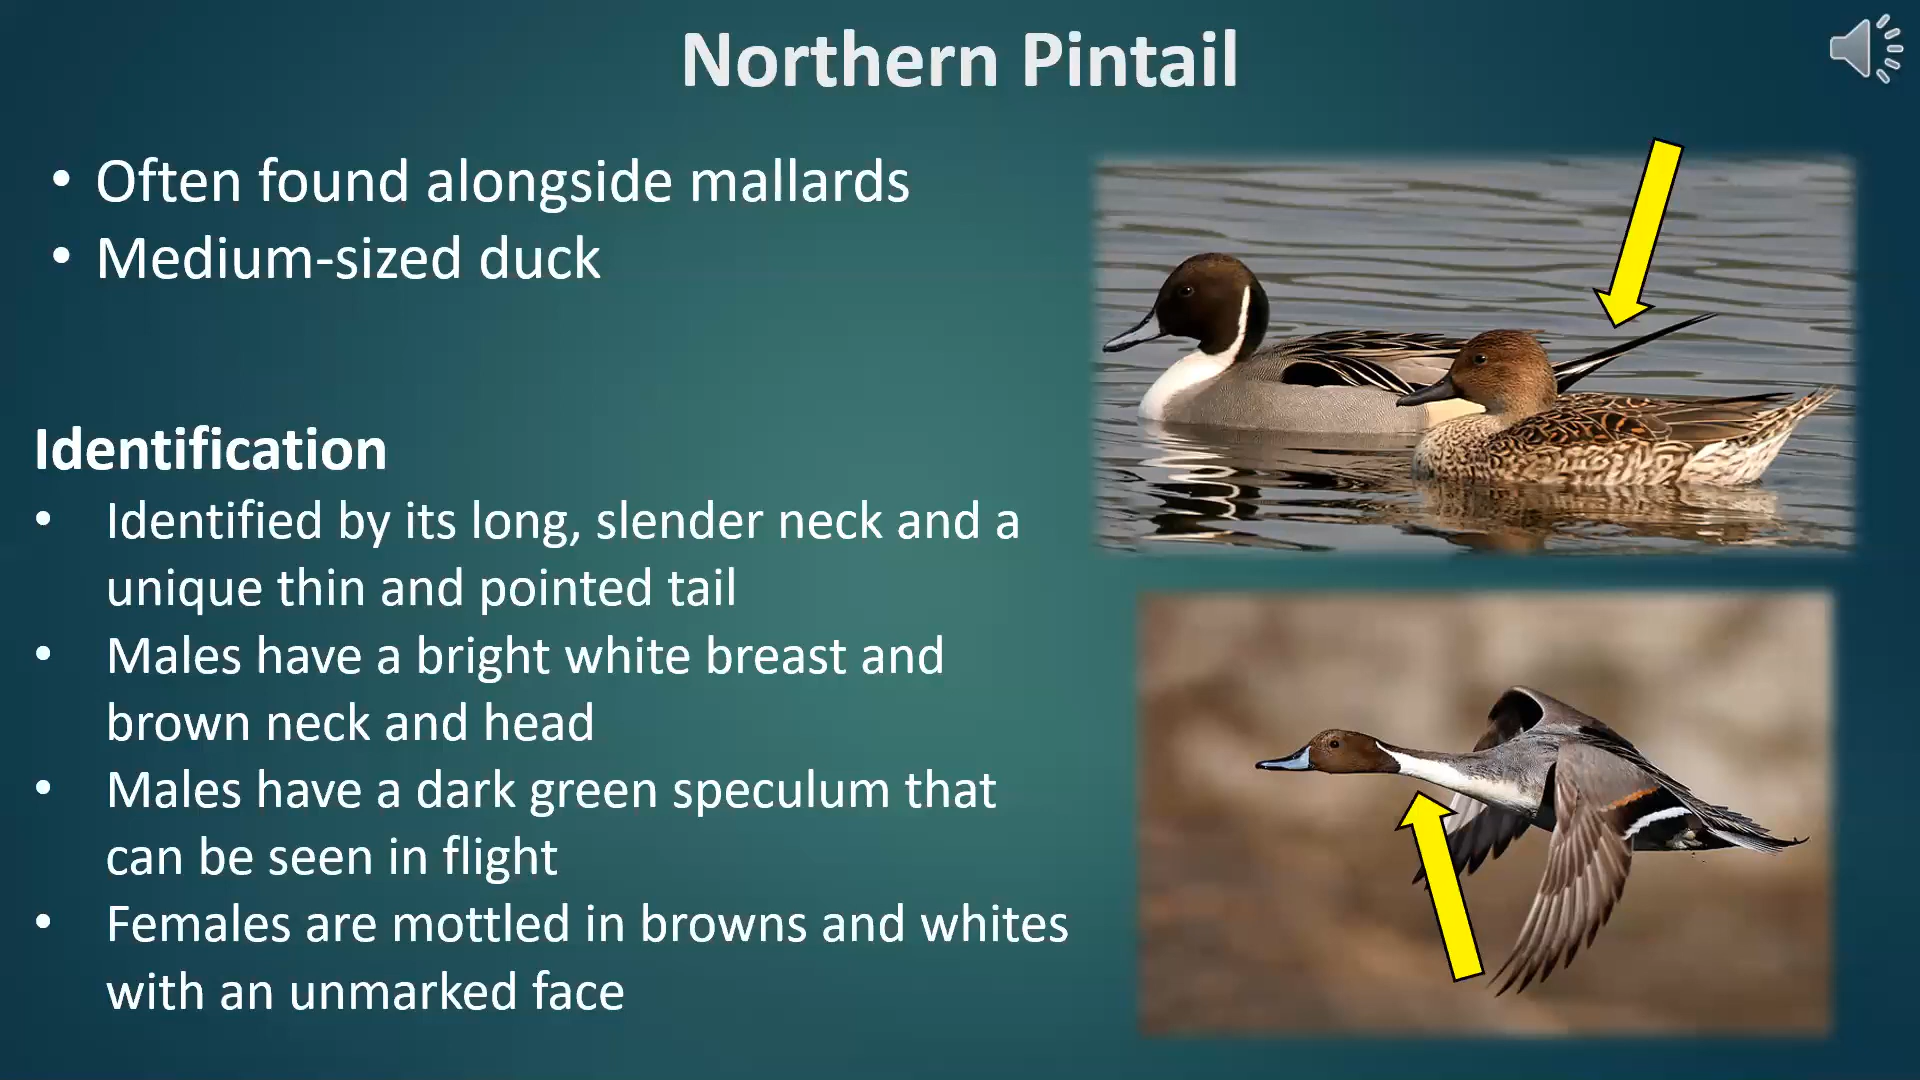 Northern Pintail
• Often found alongside mallards
• Medium-sized duck
Identification
• Identified by its long, slender neck and a
unique thin and pointed tail
• Males have a bright white breast and
brown neck and head
• Males have a dark green speculum that
can be seen in flight
• Females are mottled in browns and whites
with an unmarked face